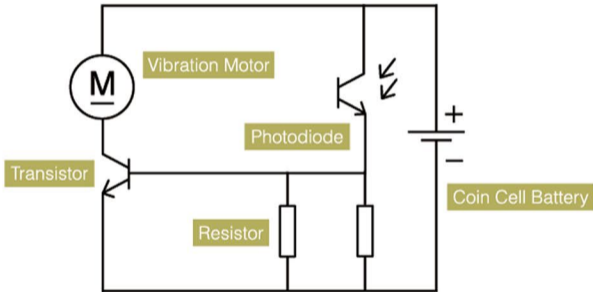 Vibration Motor
M
Photodiode
+
−
Transistor
Coin Cell Battery
Resistor